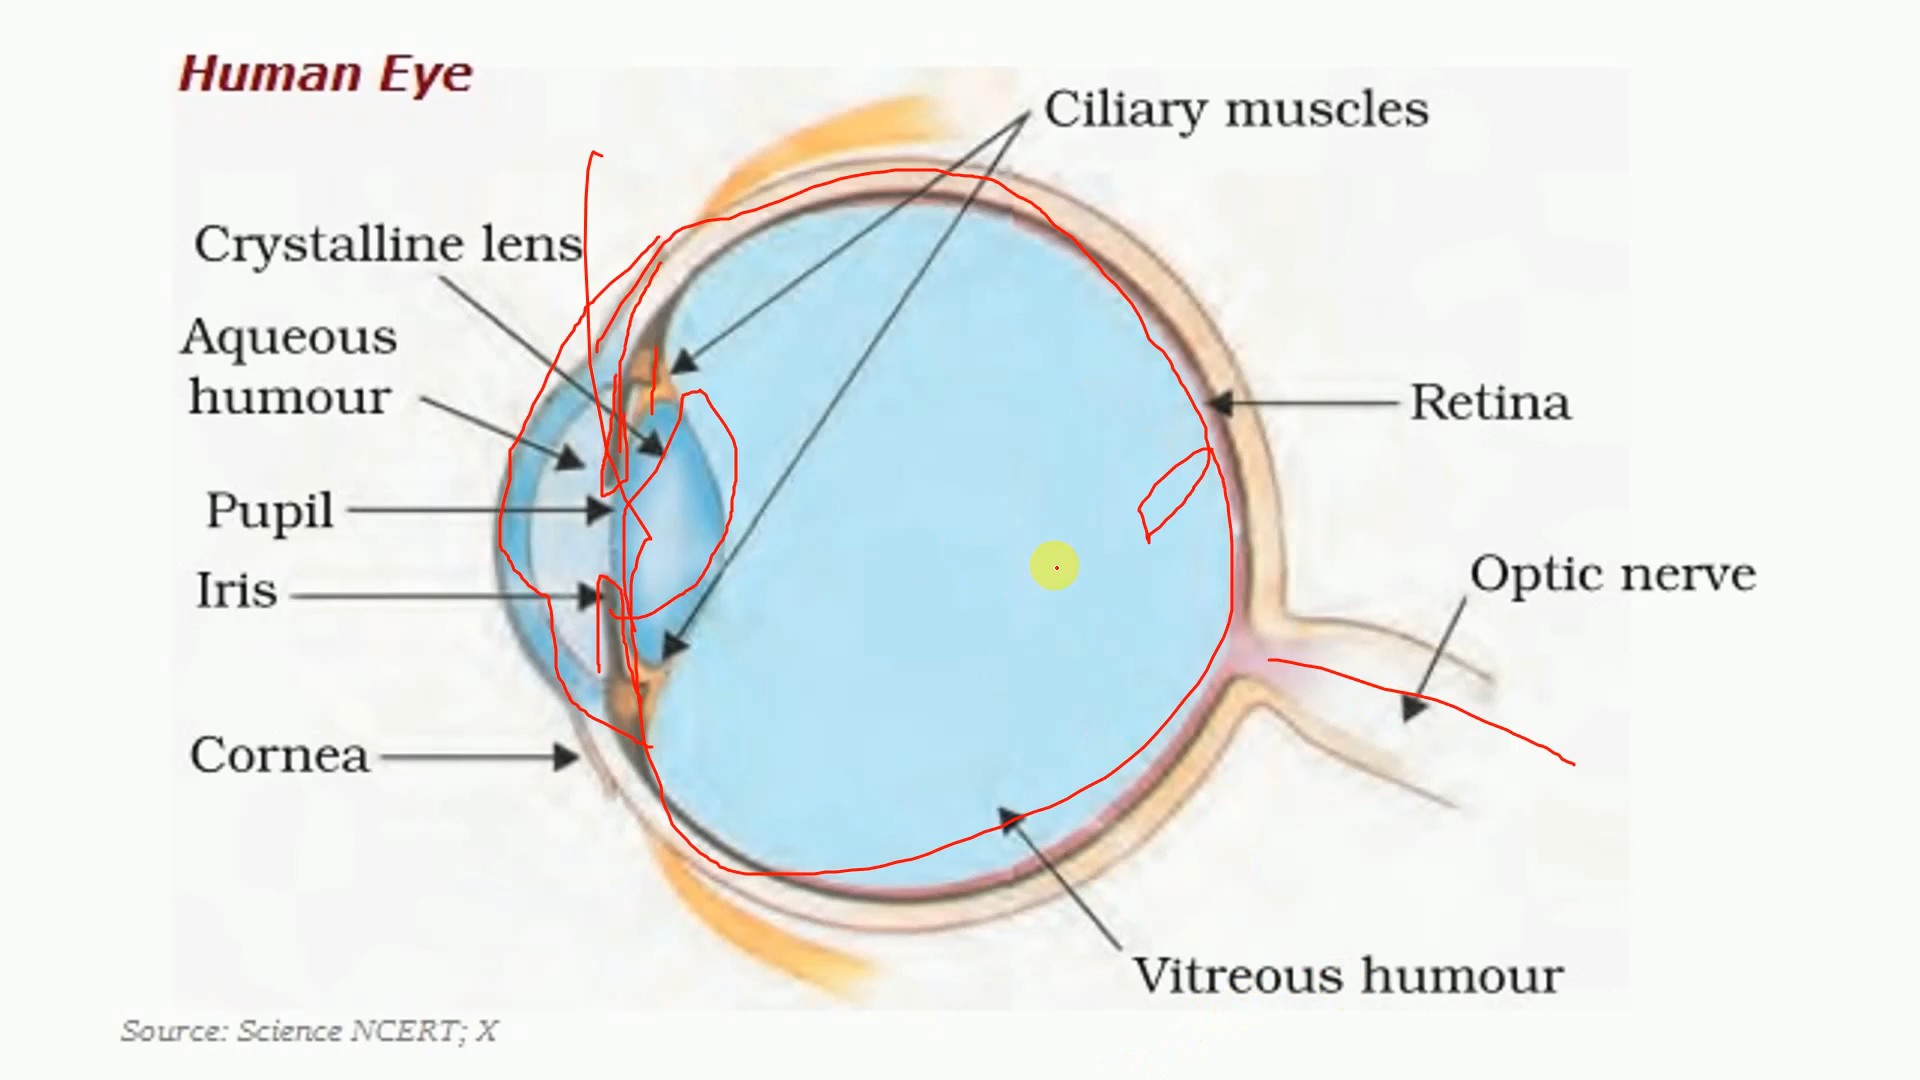 Human Eye
Ciliary muscles
Crystalline lens
Aqueous
humour
Retina
Pupil
Optic nerve
Iris
Cornea
Vitreous humour
Source: Science NCERT; X